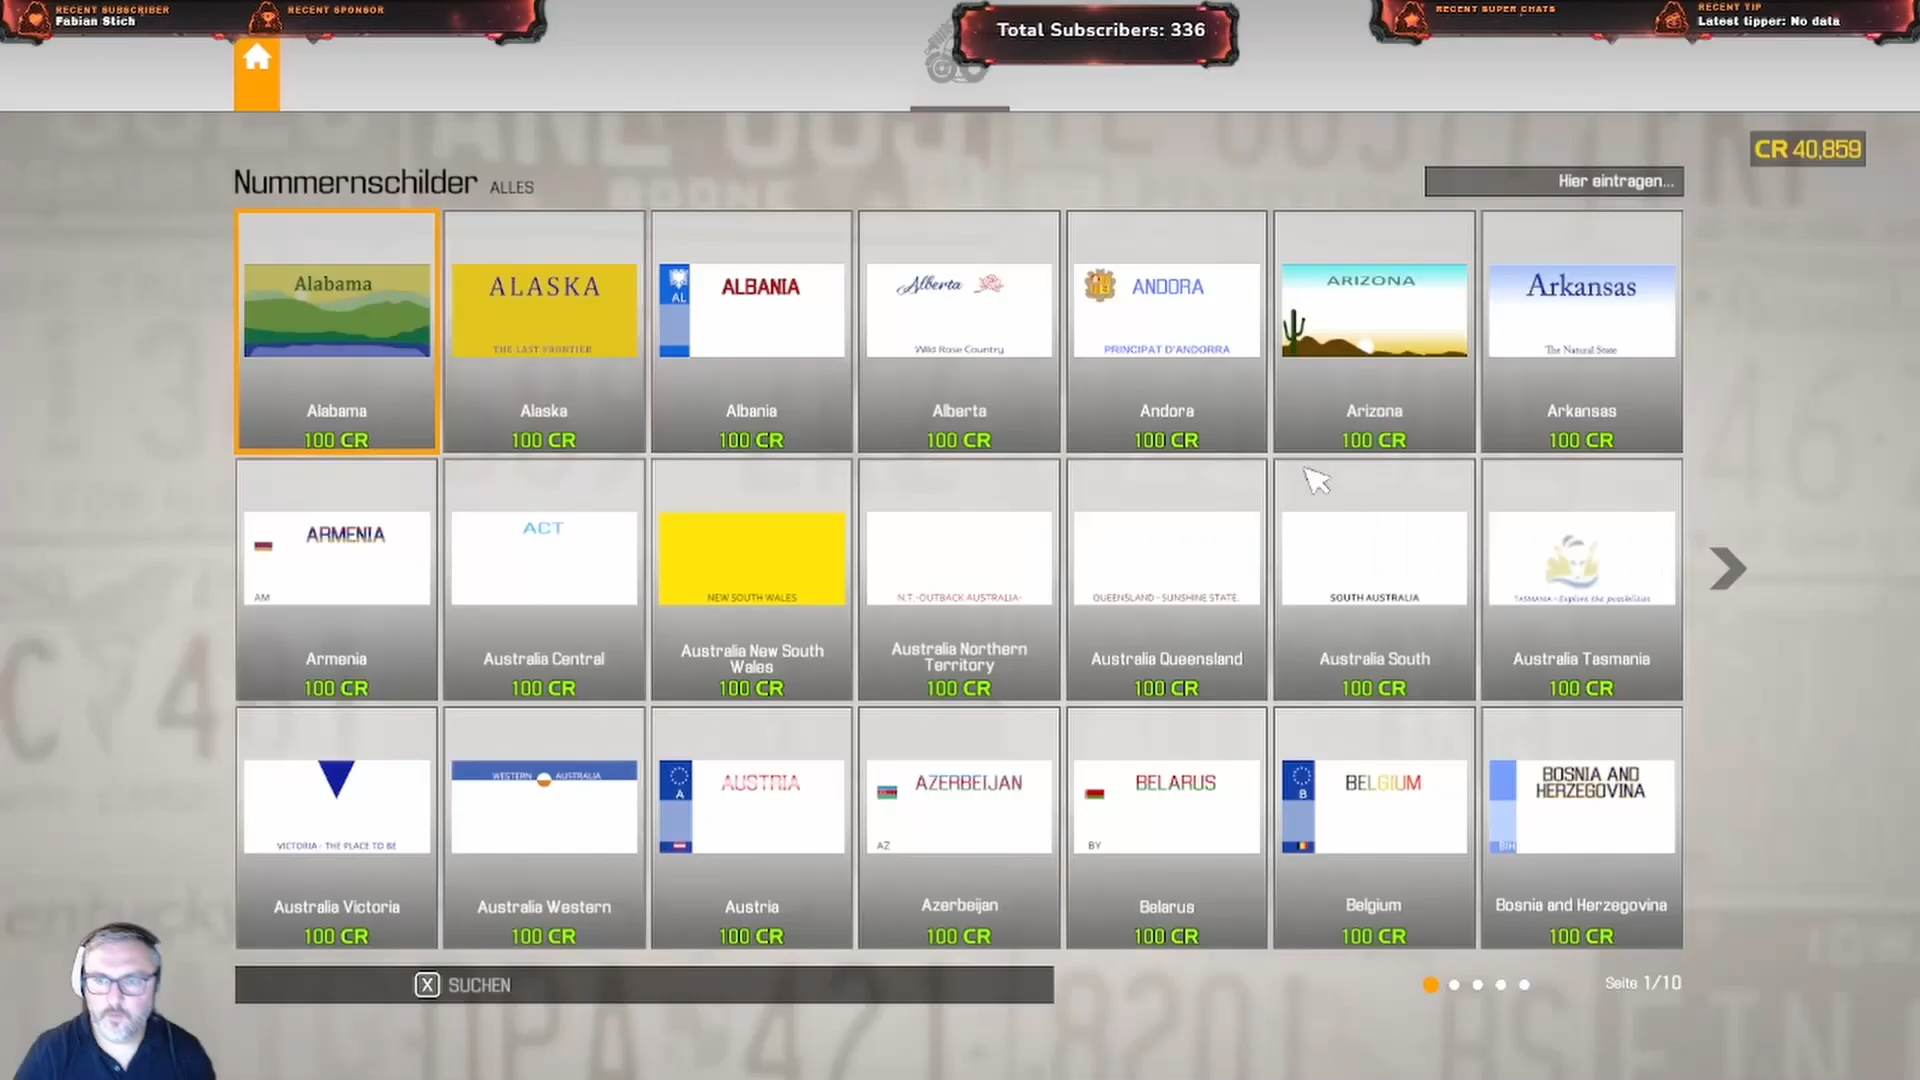 RECENT SUBSCRIBER
Fabian Stich
RECENT SPONSOR
Total Subscribers: 336
RECENT SUPER CHATS
RECENT TIP
Latest tipper: No data
CR 40,859
Nummernschilder ALLES
Hier eintragen...
Alabama
ALASKA
THE LAST FRONTIER
AL
ALBANIA
Alberta
Wild Rose Country
ANDORA
PRINCIPAT D'ANDORRA
ARIZONA
Arkansas
The Natural State
Alabama
100 CR
Alaska
100 CR
Albania
100 CR
Alberta
100 CR
Andora
100 CR
Arizona
100 CR
Arkansas
100 CR
ARMENIA
AM
ACT
NEW SOUTH WALES
N.T.-OUTBACK AUSTRALIA-
QUEENSLAND - SUNSHINE STATE.
SOUTH AUSTRALIA
TASMANIA - Explore the possibilities
Armenia
100 CR
Australia Central
100 CR
Australia New South
Wales
100 CR
Australia Northern
Territory
100 CR
Australia Queensland
100 CR
Australia South
100 CR
Australia Tasmania
100 CR
VICTORIA - THE PLACE TO BE
WESTERN AUSTRALIA
A
AUSTRIA
AZERBEIJAN
AZ
BELARUS
BY
B
BELGIUM
BOSNIA AND
HERZEGOVINA
BIH
Australia Victoria
100 CR
Australia Western
100 CR
Austria
100 CR
Azerbeijan
100 CR
Belarus
100 CR
Belgium
100 CR
Bosnia and Herzegovina
100 CR
X SUCHEN
Seite 1/10